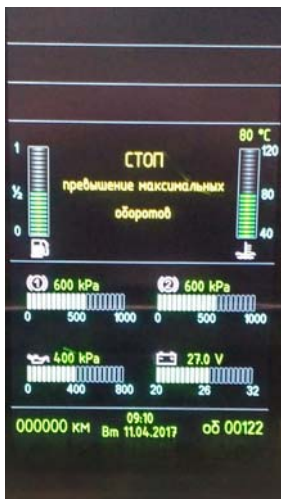 80 °C
1 СТОП 120
½ превышение максимальных 80
оборотов
0 40
(1) 600 kPa (2) 600 kPa
0 500 1000 0 500 1000
400 kPa 27.0 V
0 400 800 20 26 32
09:10
000000 км Вт 11.04.2017 об 00122